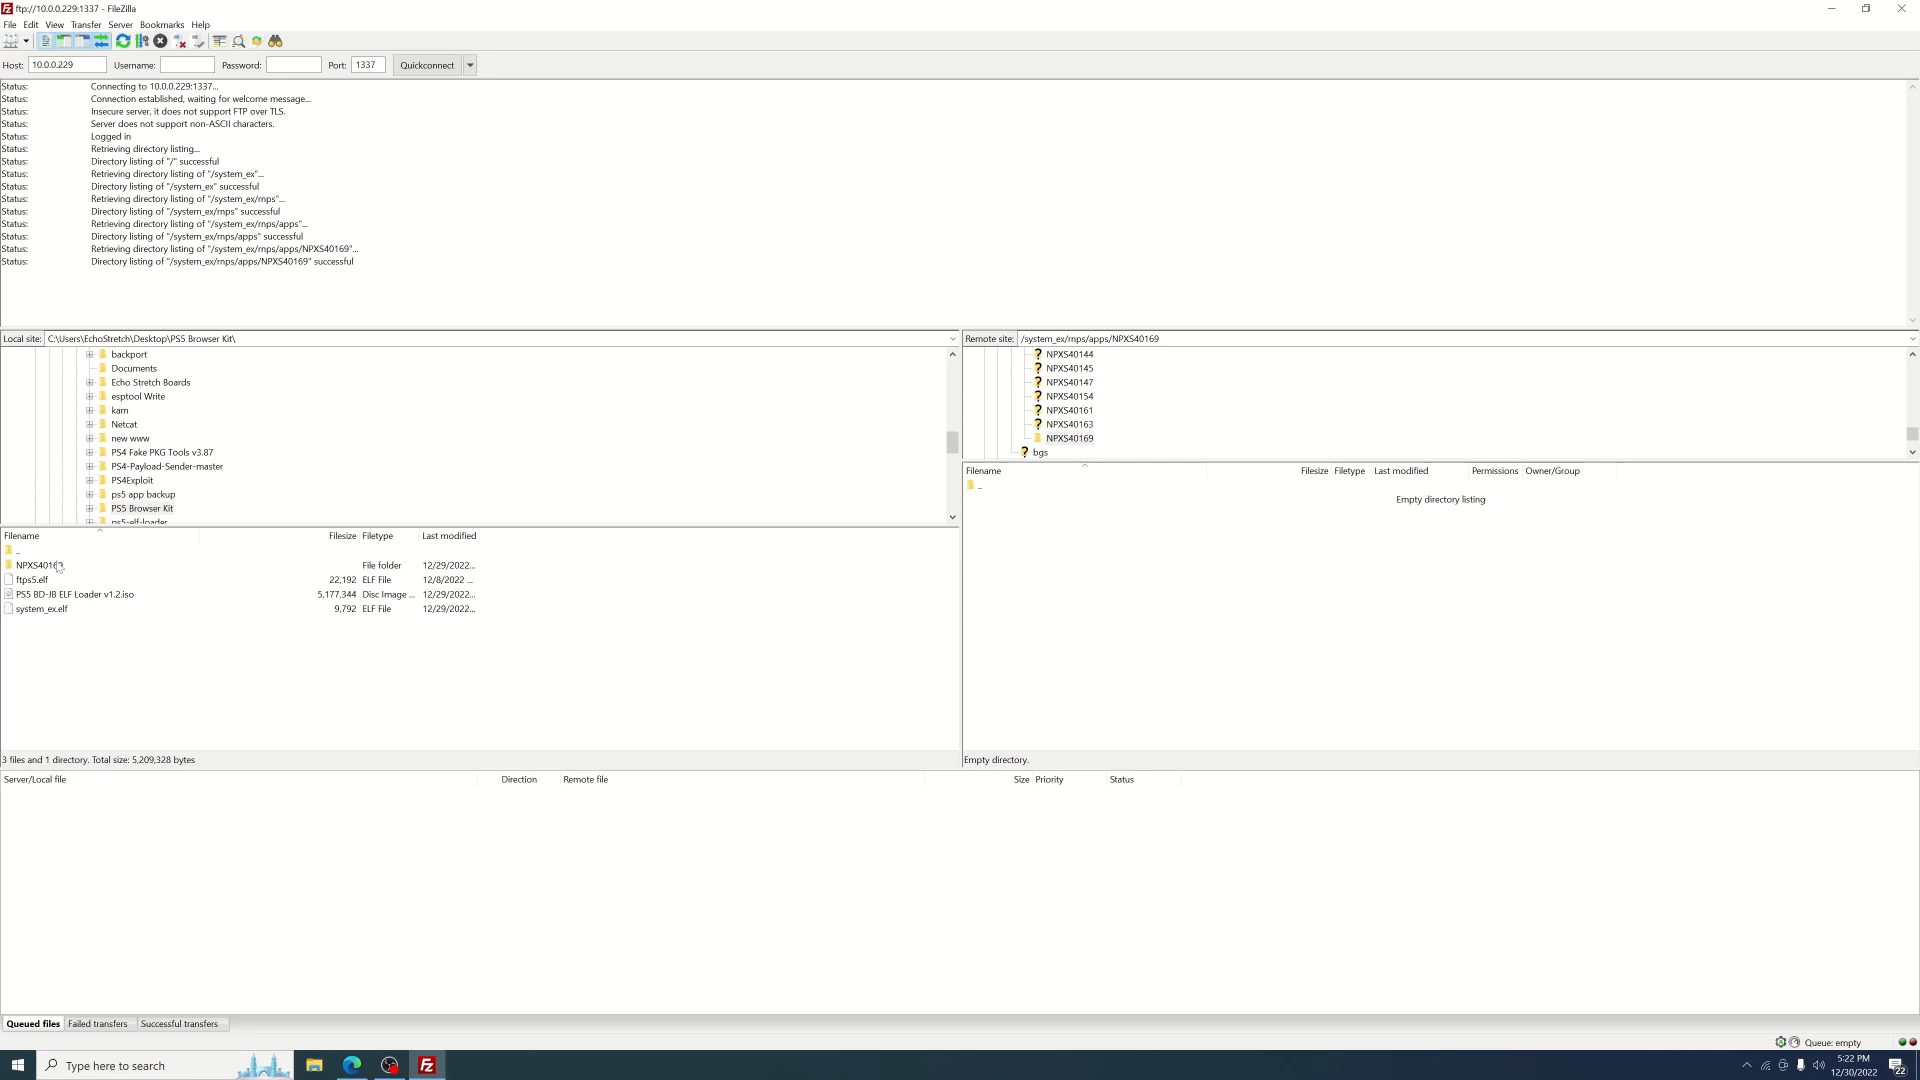 ftp://10.0.0.229:1337 - FileZilla
File Edit View Transfer Server Bookmarks Help
Host: 10.0.0.229 Username: Password: Port: 1337 Quickconnect
Status: Connecting to 10.0.0.229:1337...
Status: Connection established, waiting for welcome message...
Status: Insecure server, it does not support FTP over TLS.
Status: Server does not support non-ASCII characters.
Status: Logged in
Status: Retrieving directory listing...
Status: Directory listing of "/" successful
Status: Retrieving directory listing of "/system_ex"...
Status: Directory listing of "/system_ex" successful
Status: Retrieving directory listing of "/system_ex/rnps"...
Status: Directory listing of "/system_ex/rnps" successful
Status: Retrieving directory listing of "/system_ex/rnps/apps"...
Status: Directory listing of "/system_ex/rnps/apps" successful
Status: Retrieving directory listing of "/system_ex/rnps/apps/NPXS40169"...
Status: Directory listing of "/system_ex/rnps/apps/NPXS40169" successful
Local site: C:\Users\EchoStretch\Desktop\PS5 Browser Kit\
backport
Documents
Echo Stretch Boards
esptool Write
kam
Netcat
new www
PS4 Fake PKG Tools v3.87
PS4-Payload-Sender-master
PS4Exploit
ps5 app backup
PS5 Browser Kit
ps5-elf-loader
Filename Filesize Filetype Last modified
..
File folder 12/29/2022...
ftps5.elf 22,192 ELF File 12/8/2022 ...
PS5 BD-JB ELF Loader v1.2.iso 5,177,344 Disc Image ... 12/29/2022...
system_ex.elf 9,792 ELF File 12/29/2022...
3 files and 1 directory. Total size: 5,209,328 bytes
Remote site: /system_ex/rnps/apps/NPXS40169
NPXS40144
NPXS40145
NPXS40147
NPXS40154
NPXS40161
NPXS40163
NPXS40169
bgs
Filename Filesize Filetype Last modified Permissions Owner/Group
..
Empty directory listing
Empty directory.
Server/Local file Direction Remote file Size Priority Status
Queued files Failed transfers Successful transfers
Queue: empty
Type here to search
5:22 PM
12/30/2022
22